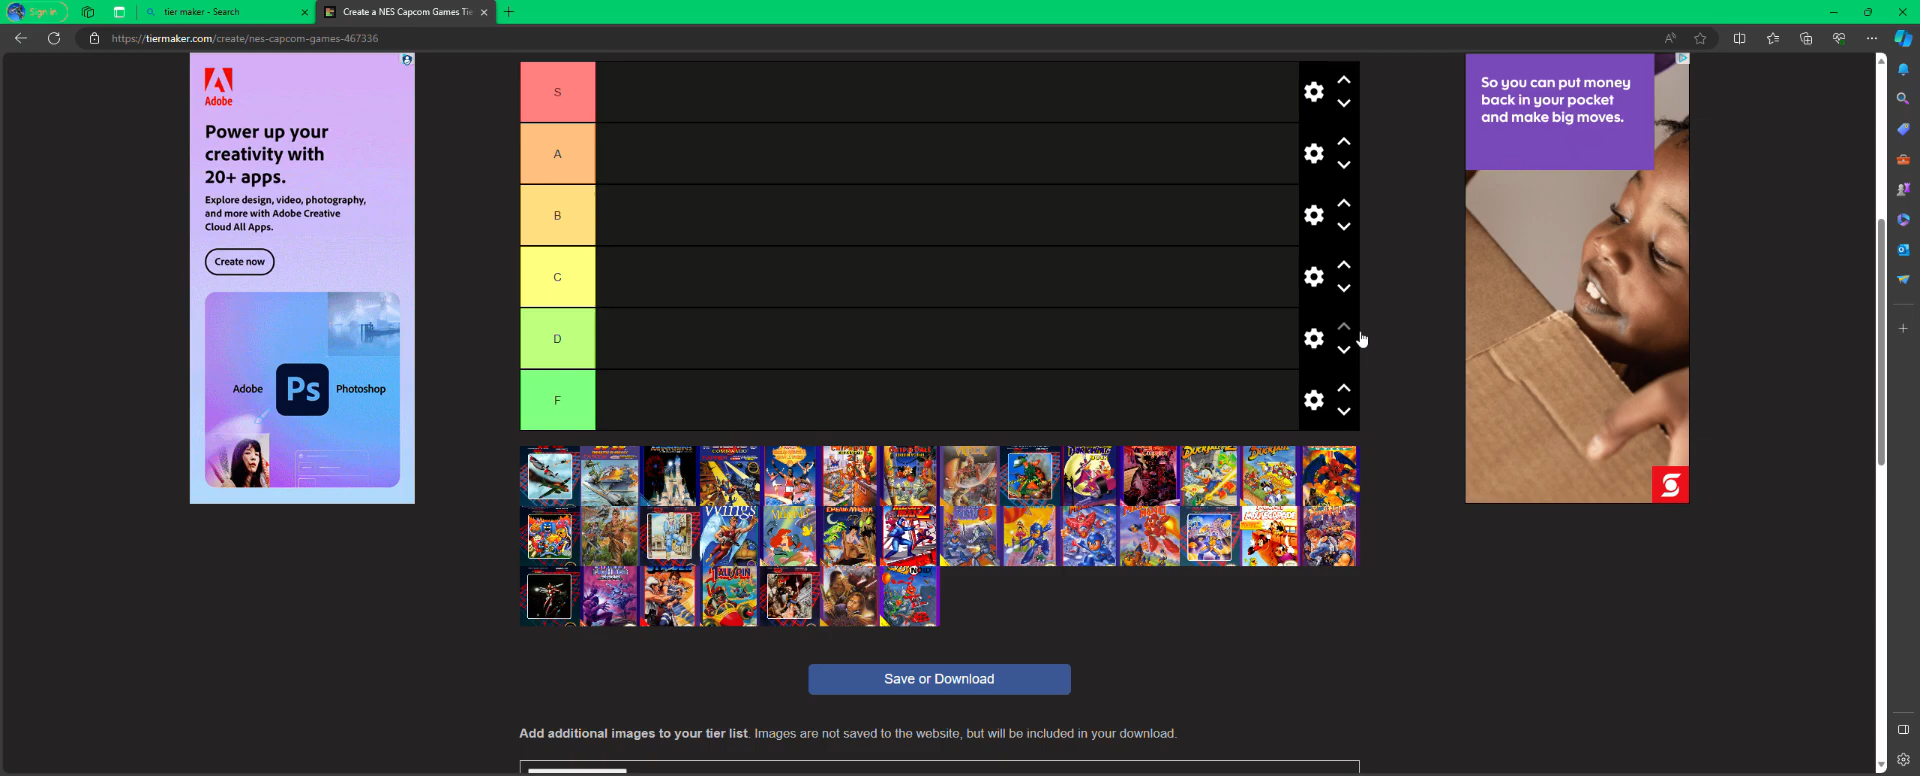 Sign in
tier maker - Search
Create a NES Capcom Games Tie
https://tiermaker.com/create/nes-capcom-games-467336
Adobe
Power up your
creativity with
20+ apps.
Explore design, video, photography,
and more with Adobe Creative
Cloud All Apps.
Create now
Adobe
Ps
Photoshop
S
A
B
C
D
F
So you can put money
back in your pocket
and make big moves.
Wings
TALESPIN
Save or Download
Add additional images to your tier list. Images are not saved to the website, but will be included in your download.